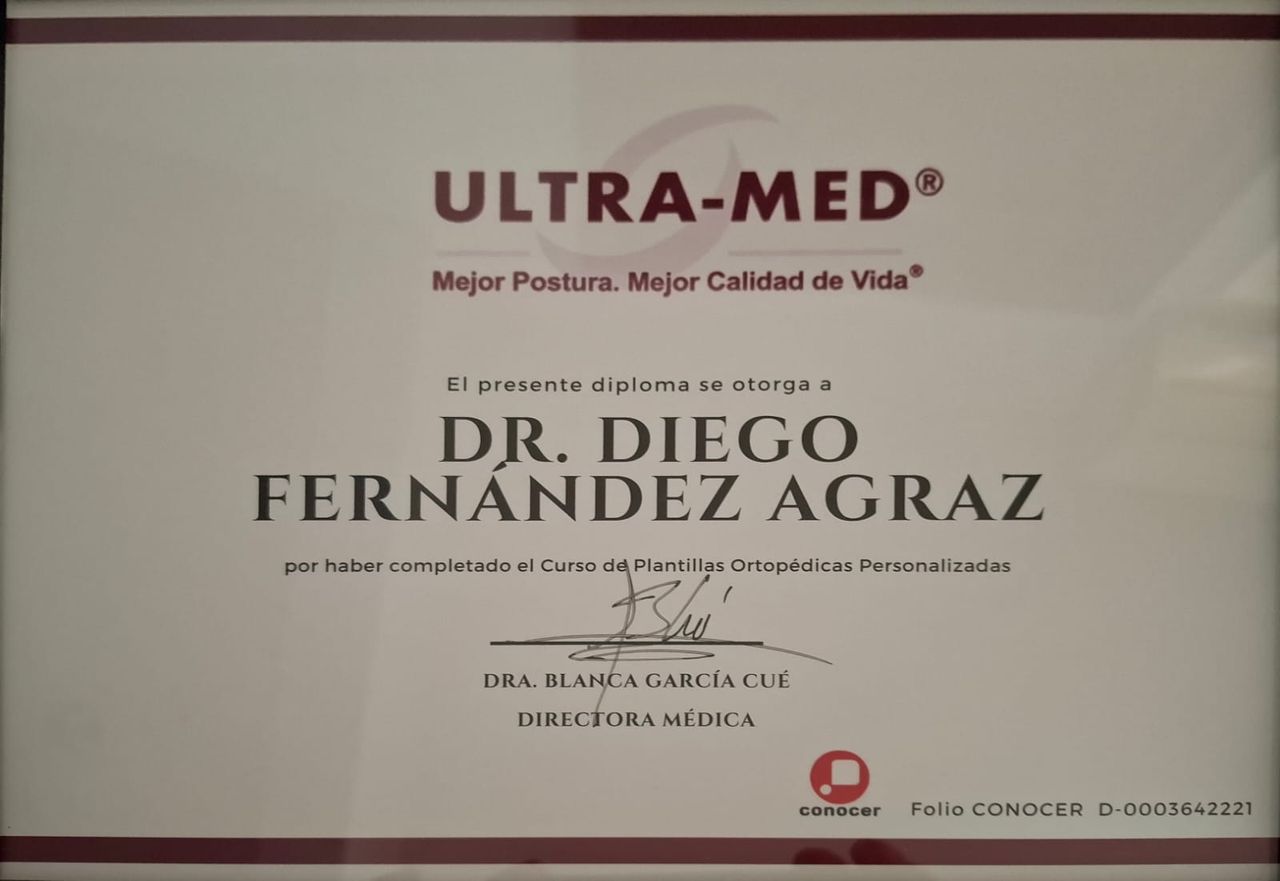 ULTRA-MED®
Mejor Postura. Mejor Calidad de Vida®
El presente diploma se otorga a
DR. DIEGO
FERNÁNDEZ AGRAZ
por haber completado el Curso de Plantillas Ortopédicas Personalizadas
DRA. BLANCA GARCÍA CUÉ
DIRECTORA MÉDICA
conocer Folio CONOCER D-0003642221